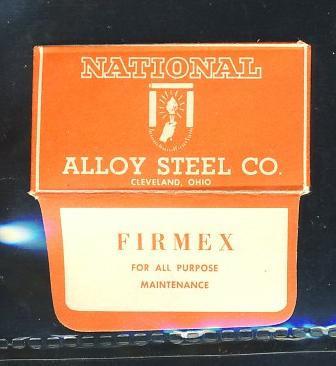 NATIONAL
ALLOY STEEL CO.
CLEVELAND, OHIO
FIRMEX
FOR ALL PURPOSE
MAINTENANCE